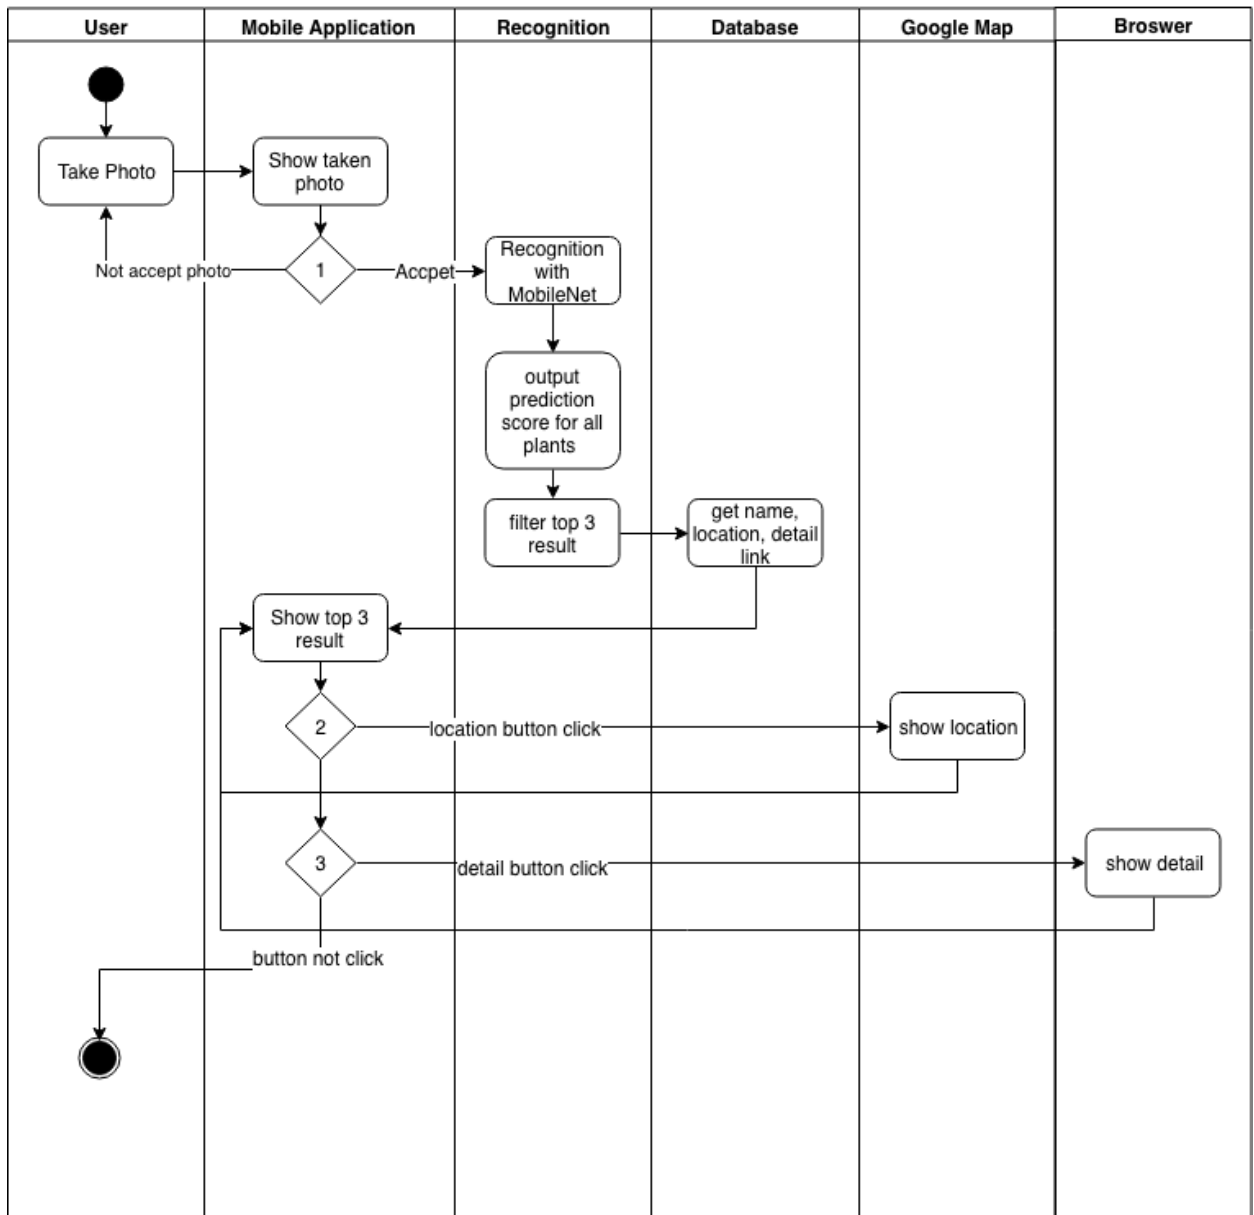 User
Mobile Application
Recognition
Database
Google Map
Broswer
Take Photo
Show taken
photo
Not accept photo
1
Accpet
Recognition
with
MobileNet
output
prediction
score for all
plants
filter top 3
result
get name,
location, detail
link
Show top 3
result
2
location button click
show location
3
detail button click
show detail
button not click